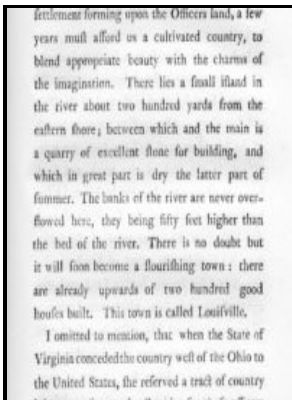 ſettlement forming upon the Officers land, a few
years muſt afford us a cultivated country, to
blend appropriate beauty with the charms of
the imagination. There lies a ſmall iſland in
the river about two hundred yards from the
eaſtern ſhore; between which and the main is
a quarry of excellent ſtone for building, and
which in great part is dry the latter part of
ſummer. The banks of the river are never over-
flowed here, they being fifty feet higher than
the bed of the river. There is no doubt but
it will ſoon become a flouriſhing town: there
are already upwards of two hundred good
houſes built. This town is called Louiſville.
I omitted to mention, that when the State of
Virginia conceded the country weſt of the Ohio to
the United States, ſhe reſerved a tract of country